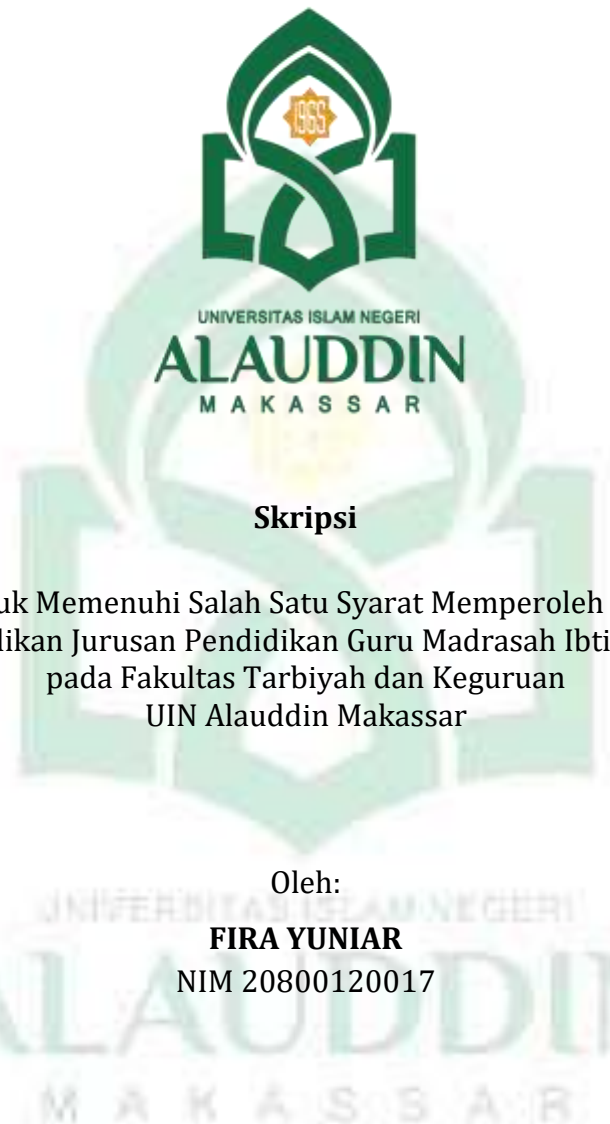 1965
UNIVERSITAS ISLAM NEGERI
ALAUDDIN
MAKASSAR
Skripsi
uk Memenuhi Salah Satu Syarat Memperoleh
likan Jurusan Pendidikan Guru Madrasah Ibti
pada Fakultas Tarbiyah dan Keguruan
UIN Alauddin Makassar
Oleh:
UNIVERSITAS ISLAM NEGERI
FIRA YUNIAR
NIM 20800120017
ALAUDDIN
MAKASSAR